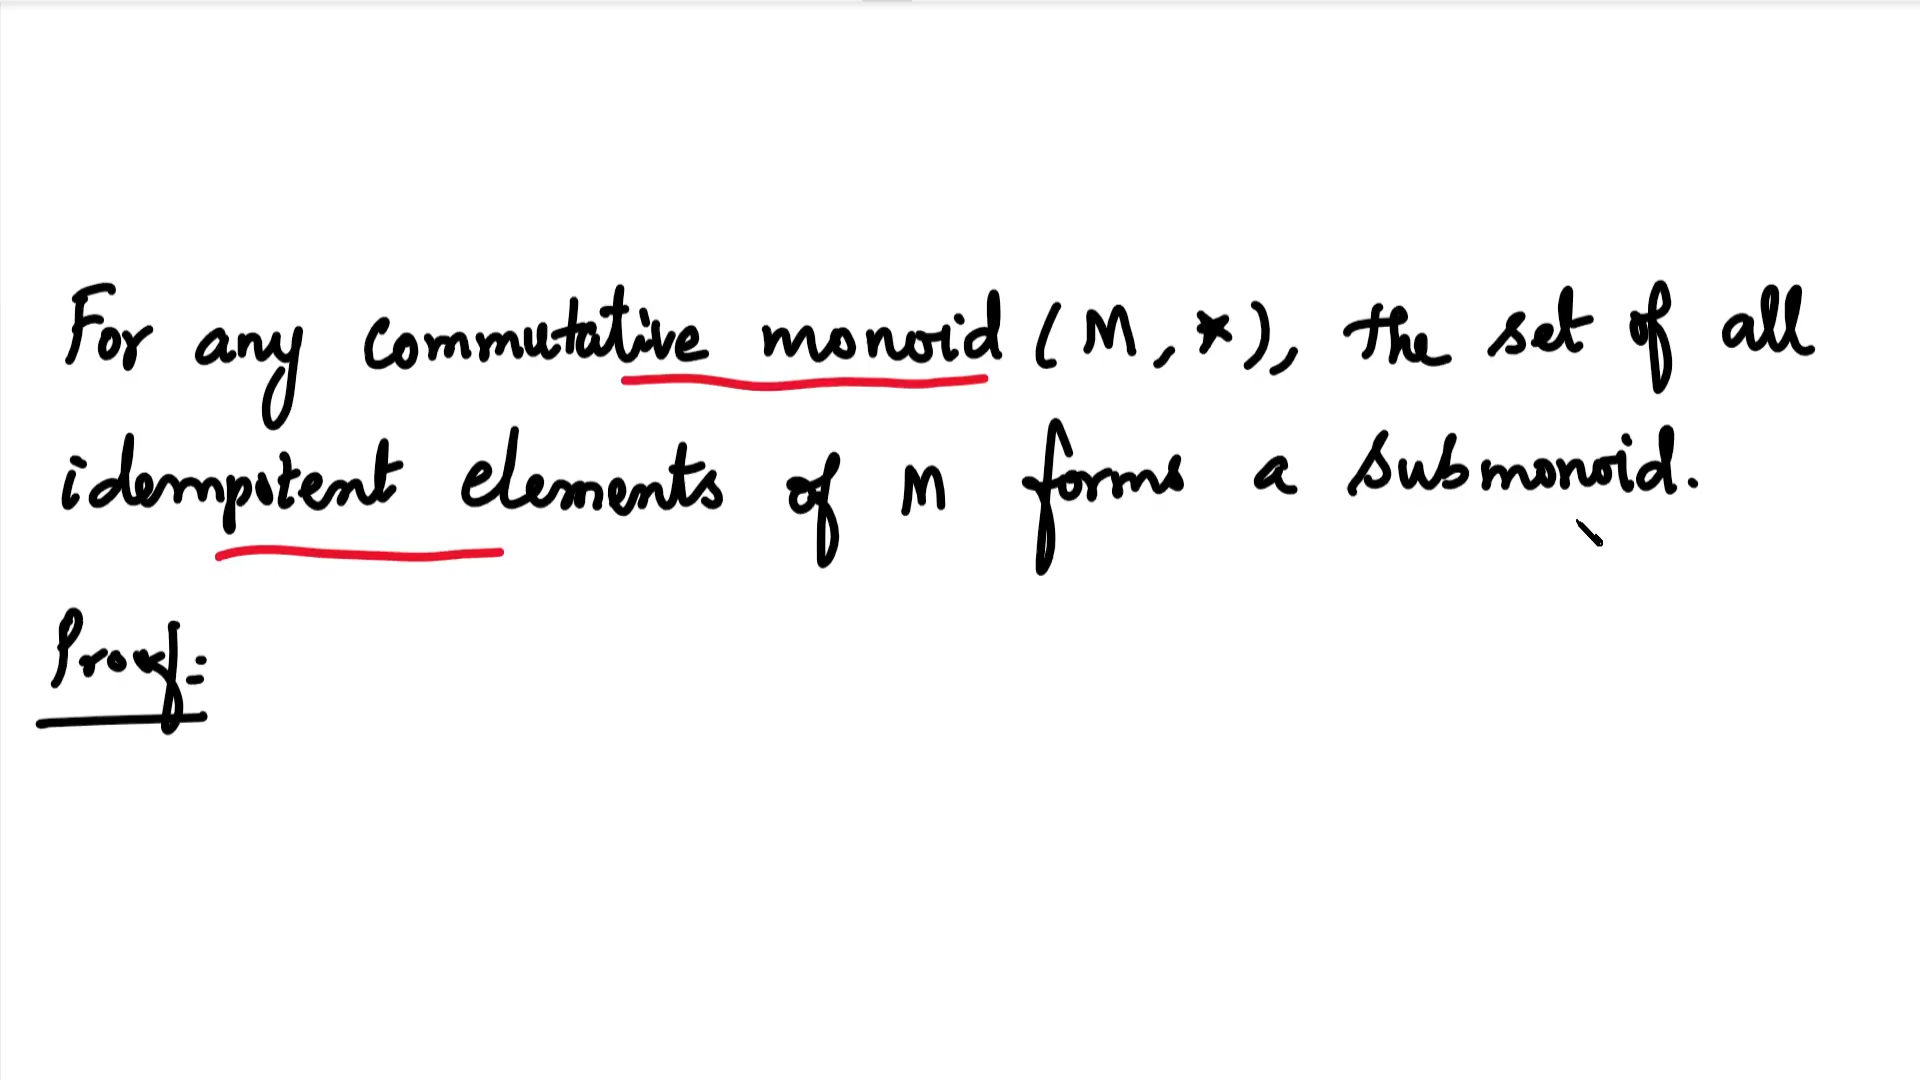 For any commutative monoid (M, *), the set of all
idempotent elements of M forms a submonoid.
Proof: